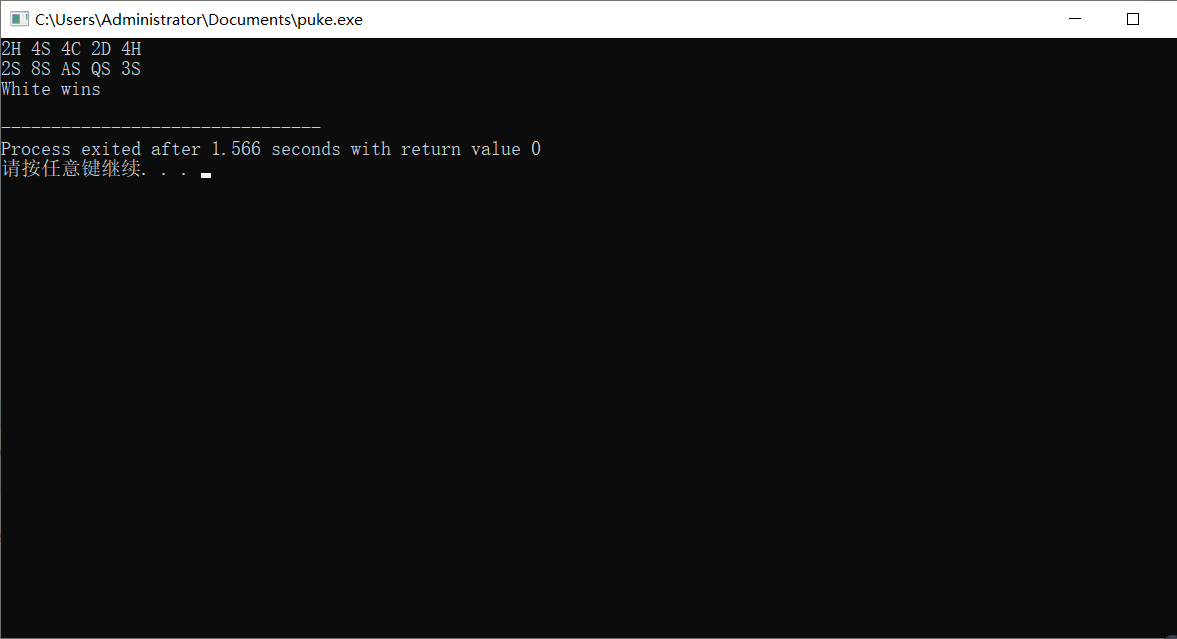 C:\Users\Administrator\Documents\puke.exe
2H 4S 4C 2D 4H
2S 8S AS QS 3S
White wins
--------------------------------
Process exited after 1.566 seconds with return value 0
请按任意键继续. . .